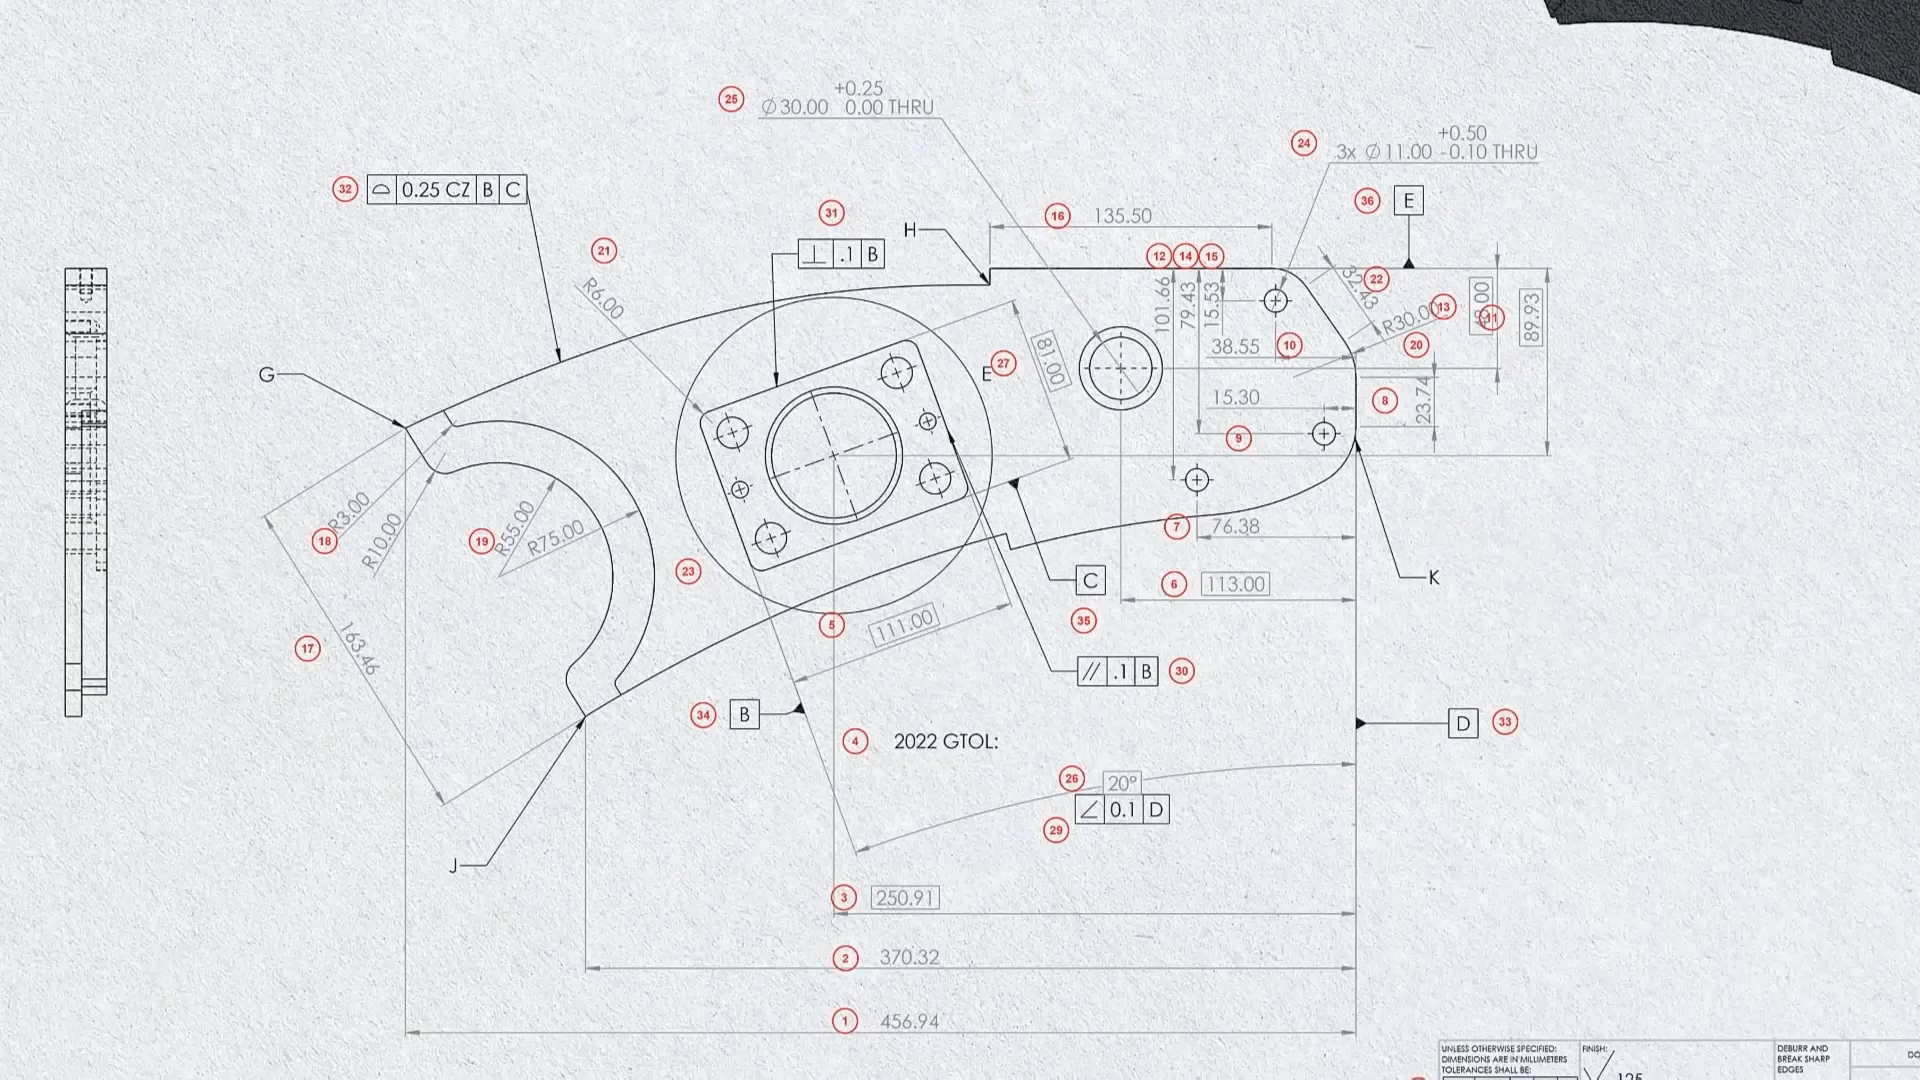 +0.25
25 Ø30.00 0.00 THRU
+0.50
24 3x Ø11.00 -0.10 THRU
32 0.25 CZ B C
36 E
31
16 135.50
H
⊥ .1 B
21
12 14 15
R6.00
101.66
79.43
15.53
22
32.43
13
R30.00
11
89.93
10
38.55
20
27
E
81.00
G
15.30
8
23.74
9
R3.00
18
R10.00
19
R55.00
R75.00
7 76.38
23
C
6 113.00
K
35
5
111.00
17
163.46
// .1 B 30
34 B
D 33
4 2022 GTOL:
26 20°
∠ 0.1 D
29
J
3 250.91
2 370.32
1 456.94
UNLESS OTHERWISE SPECIFIED:
DIMENSIONS ARE IN MILLIMETERS
TOLERANCES SHALL BE:
FINISH:
125
DEBURR AND
BREAK SHARP
EDGES
DO